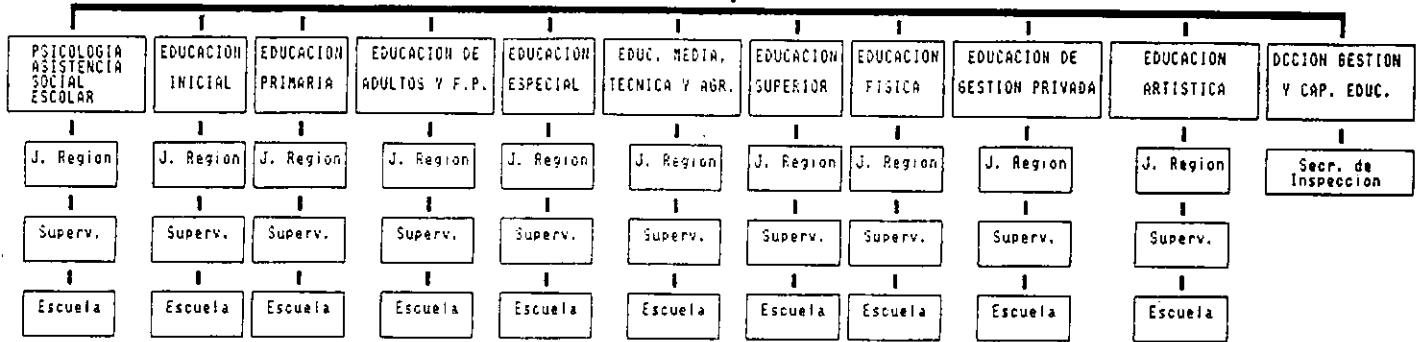 PSICOLOGIA
ASISTENCIA
SOCIAL
ESCOLAR
EDUCACION
INICIAL
EDUCACION
PRIMARIA
EDUCACION DE
ADULTOS Y F.P.
EDUCACION
ESPECIAL
EDUC. MEDIA,
TECNICA Y AGR.
EDUCACION
SUPERIOR
EDUCACION
FISICA
EDUCACION DE
GESTION PRIVADA
EDUCACION
ARTISTICA
DCCION GESTION
Y CAP. EDUC.
J. Region
J. Region
J. Region
J. Region
J. Region
J. Region
J. Region
J. Region
J. Region
J. Region
Secr. de
Inspeccion
Superv.
Superv.
Superv.
Superv.
Superv.
Superv.
Superv.
Superv.
Superv.
Superv.
Escuela
Escuela
Escuela
Escuela
Escuela
Escuela
Escuela
Escuela
Escuela
Escuela